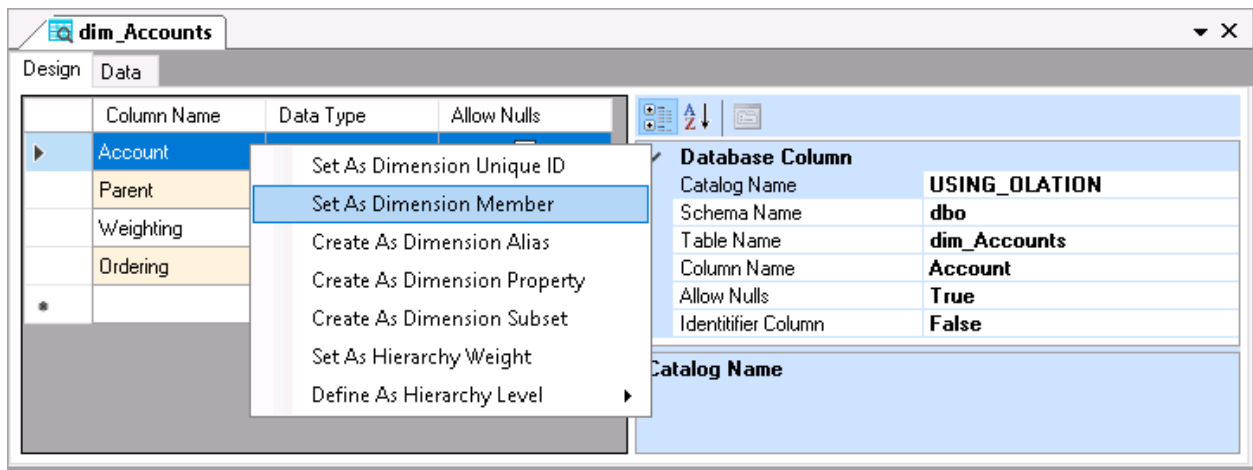 dim_Accounts
Design Data
Column Name Data Type Allow Nulls
Account
Parent
Weighting
Ordering
Set As Dimension Unique ID
Set As Dimension Member
Create As Dimension Alias
Create As Dimension Property
Create As Dimension Subset
Set As Hierarchy Weight
Define As Hierarchy Level
Database Column
Catalog Name USING_OLATION
Schema Name dbo
Table Name dim_Accounts
Column Name Account
Allow Nulls True
Identitifier Column False
Catalog Name